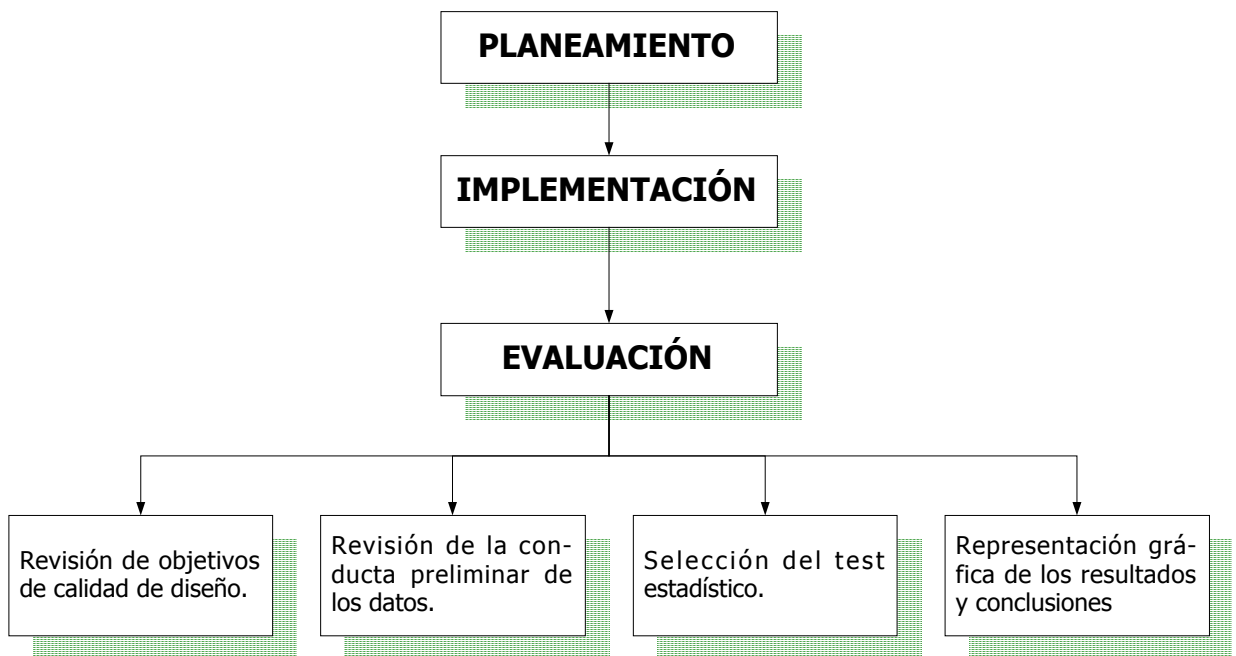 PLANEAMIENTO
IMPLEMENTACIÓN
EVALUACIÓN
Revisión de objetivos
de calidad de diseño.
Revisión de la con-
ducta preliminar de
los datos.
Selección del test
estadístico.
Representación grá-
fica de los resultados
y conclusiones